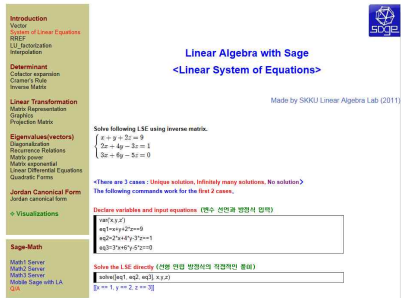 Introduction
Vector
System of Linear Equations
RREF
LU_factorization
Interpolation
Determinant
Cofactor expansion
Cramer's Rule
Inverse Matrix
Linear Transformation
Matrix Representation
Graphics
Projection Matrix
Eigenvalues(vectors)
Diagonalization
Recurrence Relations
Matrix power
Matrix exponential
Linear Differential Equations
Quadric Forms
Jordan Canonical Form
Jordan canonical form
Visualizations
Sage-Math
Math1 Server
Math2 Server
Math3 Server
Mobile Sage with LA
Q/A
sage
Linear Algebra with Sage
<Linear System of Equations>
Made by SKKU Linear Algebra Lab (2011)
Solve following LSE using inverse matrix.
x + y + 2z = 9
2x + 4y − 3z = 1
3x + 6y − 5z = 0
<There are 3 cases : Unique solution, Infinitely many solutions, No solution>
The following commands work for the first 2 cases,
Declare variables and input equations (변수 선언과 방정식 입력)
var('x,y,z')
eq1=x+y+2*z==9
eq2=2*x+4*y-3*z==1
eq3=3*x+6*y-5*z==0
Solve the LSE directly (선형 연립 방정식의 직접적인 풀이)
solve([eq1, eq2, eq3], x,y,z)
[[x == 1, y == 2, z == 3]]